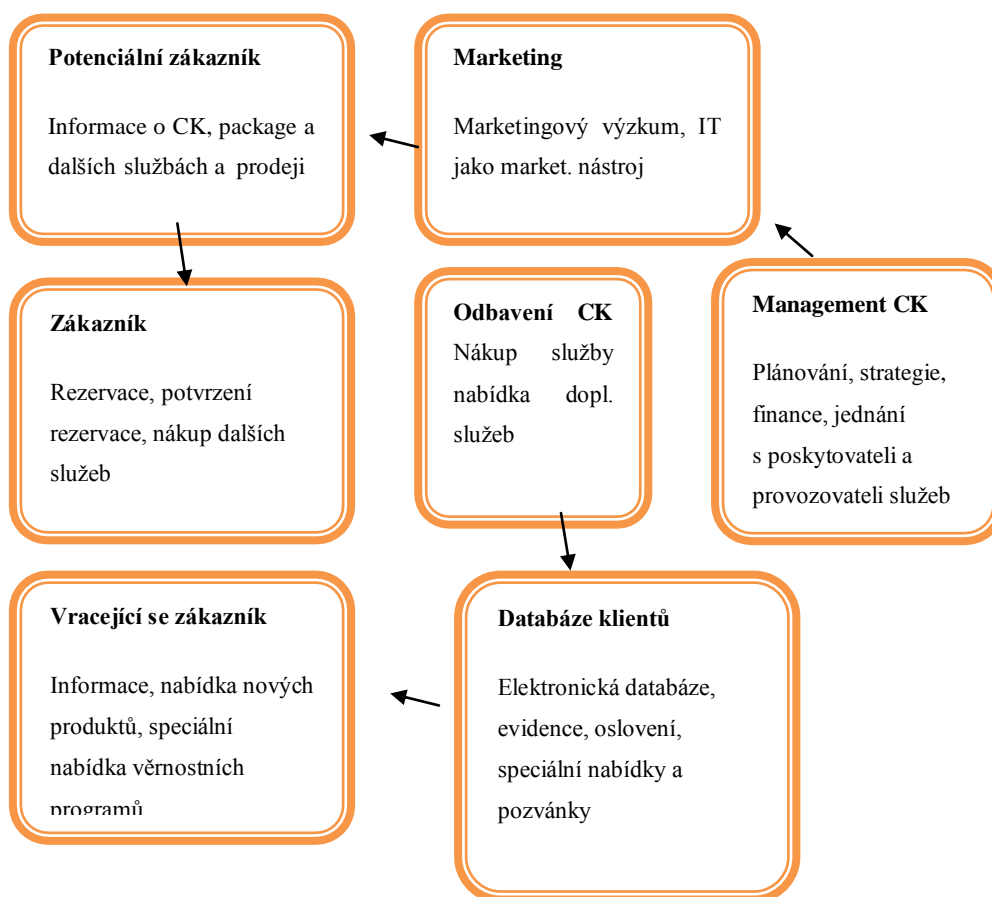 Potenciální zákazník
Informace o CK, package a
dalších službách a prodeji
Marketing
Marketingový výzkum, IT
jako market. nástroj
Zákazník
Rezervace, potvrzení
rezervace, nákup dalších
služeb
Odbavení CK
Nákup služby
nabídka dopl.
služeb
Management CK
Plánování, strategie,
finance, jednání
s poskytovateli a
provozovateli služeb
Vracející se zákazník
Informace, nabídka nových
produktů, speciální
nabídka věrnostních
programů
Databáze klientů
Elektronická databáze,
evidence, oslovení,
speciální nabídky a
pozvánky